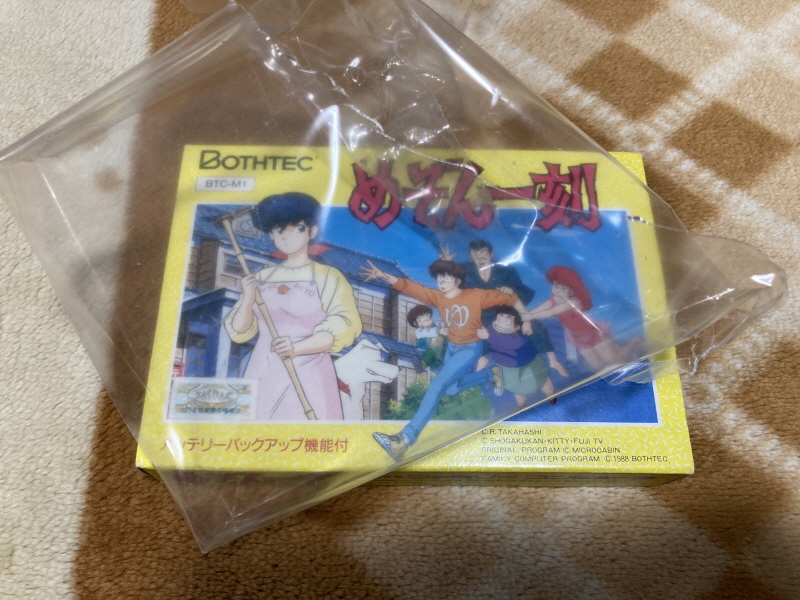 BOTHTEC
BTC-M1
めぞん一刻
ゆ
バッテリーバックアップ機能付
C R. TAKAHASHI
C SHOGAKUKAN・KITTY・FUJI TV
ORIGINAL PROGRAM C MICROCABIN
FAMILY COMPUTER PROGRAM C 1988 BOTHTEC